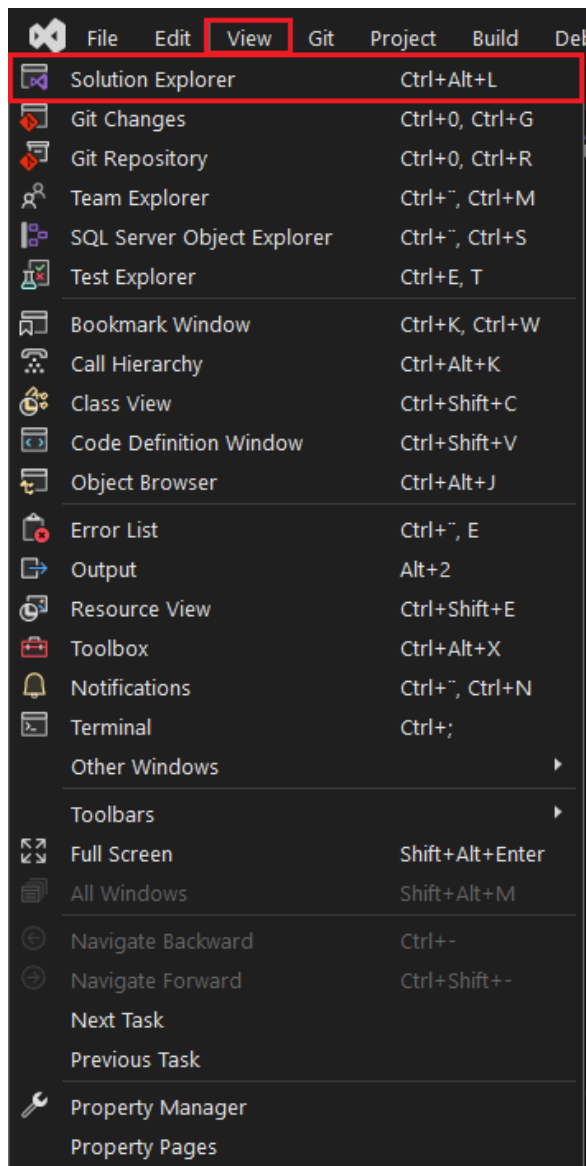 File Edit View Git Project Build
Solution Explorer Ctrl+Alt+L
Git Changes Ctrl+0, Ctrl+G
Git Repository Ctrl+0, Ctrl+R
Team Explorer Ctrl+¨, Ctrl+M
SQL Server Object Explorer Ctrl+¨, Ctrl+S
Test Explorer Ctrl+E, T
Bookmark Window Ctrl+K, Ctrl+W
Call Hierarchy Ctrl+Alt+K
Class View Ctrl+Shift+C
Code Definition Window Ctrl+Shift+V
Object Browser Ctrl+Alt+J
Error List Ctrl+¨, E
Output Alt+2
Resource View Ctrl+Shift+E
Toolbox Ctrl+Alt+X
Notifications Ctrl+¨, Ctrl+N
Terminal Ctrl+;
Other Windows
Toolbars
Full Screen Shift+Alt+Enter
All Windows Shift+Alt+M
Navigate Backward Ctrl+-
Navigate Forward Ctrl+Shift+-
Next Task
Previous Task
Property Manager
Property Pages